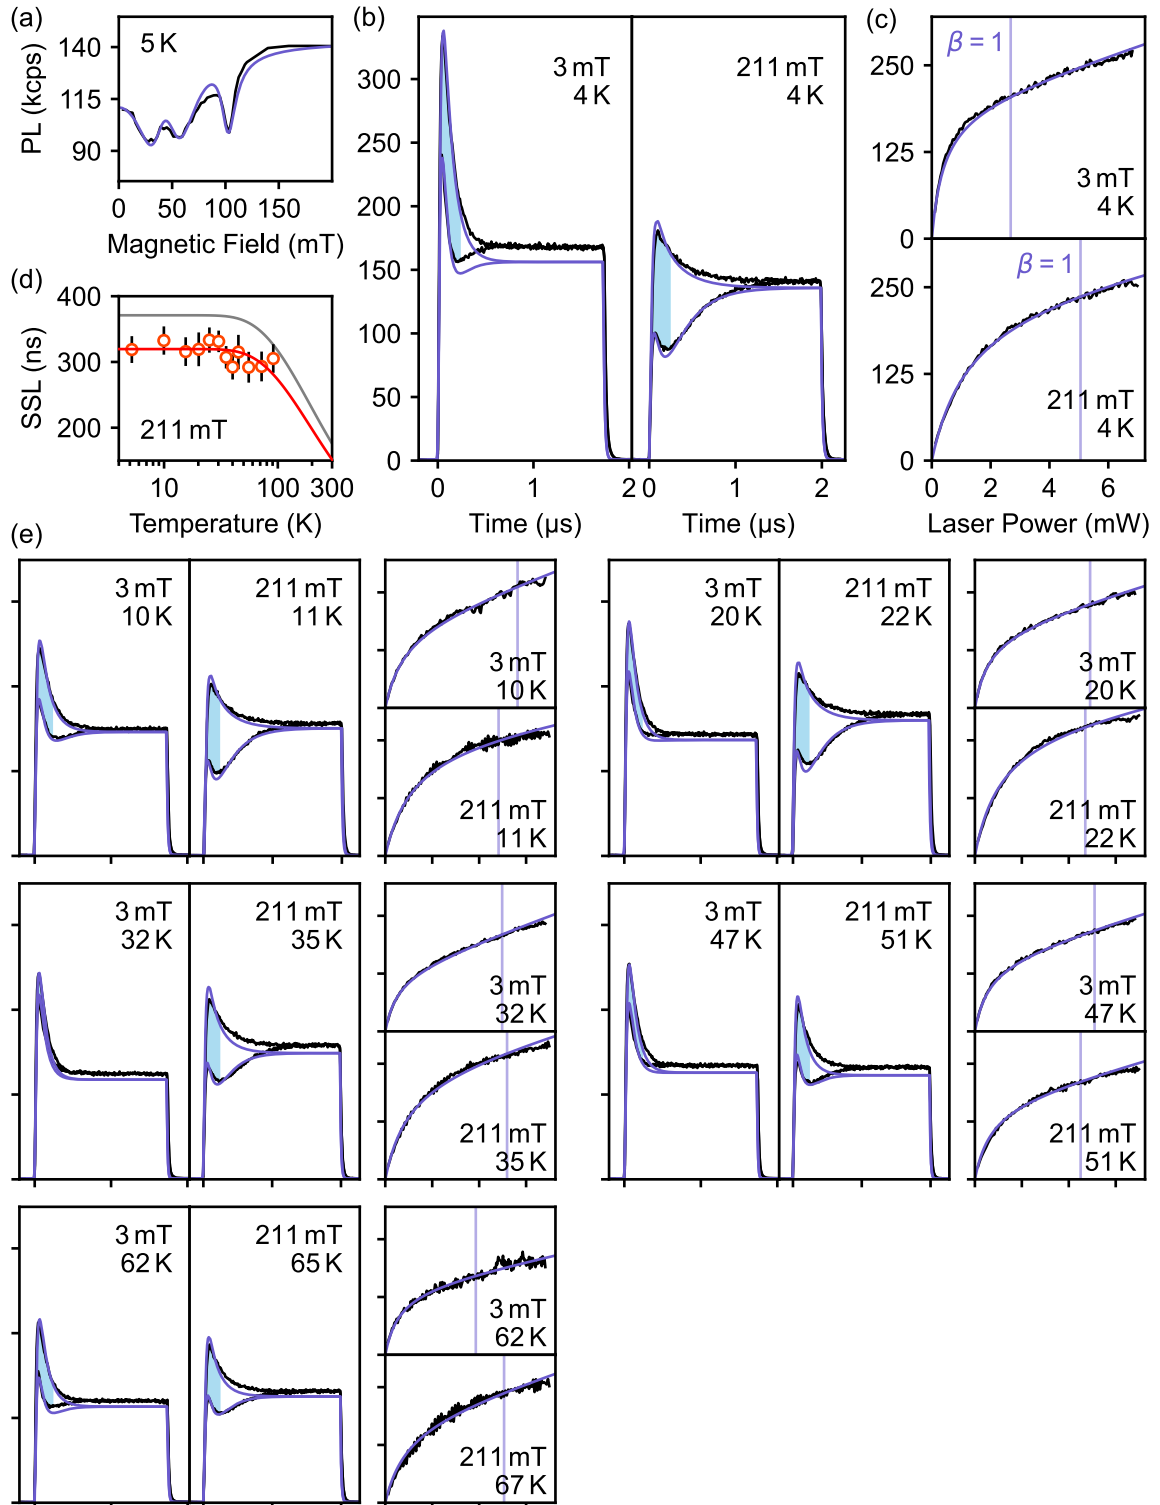 (a)
PL (kcps)
140
115
90
5 K
0 50 100 150
Magnetic Field (mT)
(b)
300
250
200
150
100
50
0
3 mT
4 K
211 mT
4 K
0 1 2 0 1 2
Time (µs) Time (µs)
(c)
250
125
0
β = 1
3 mT
4 K
250
125
0
β = 1
211 mT
4 K
0 2 4 6
Laser Power (mW)
(d)
SSL (ns)
400
300
200
211 mT
10 100 300
Temperature (K)
(e)
3 mT
10 K
211 mT
11 K
3 mT
10 K
211 mT
11 K
3 mT
20 K
211 mT
22 K
3 mT
20 K
211 mT
22 K
3 mT
32 K
211 mT
35 K
3 mT
32 K
211 mT
35 K
3 mT
47 K
211 mT
51 K
3 mT
47 K
211 mT
51 K
3 mT
62 K
211 mT
65 K
3 mT
62 K
211 mT
67 K